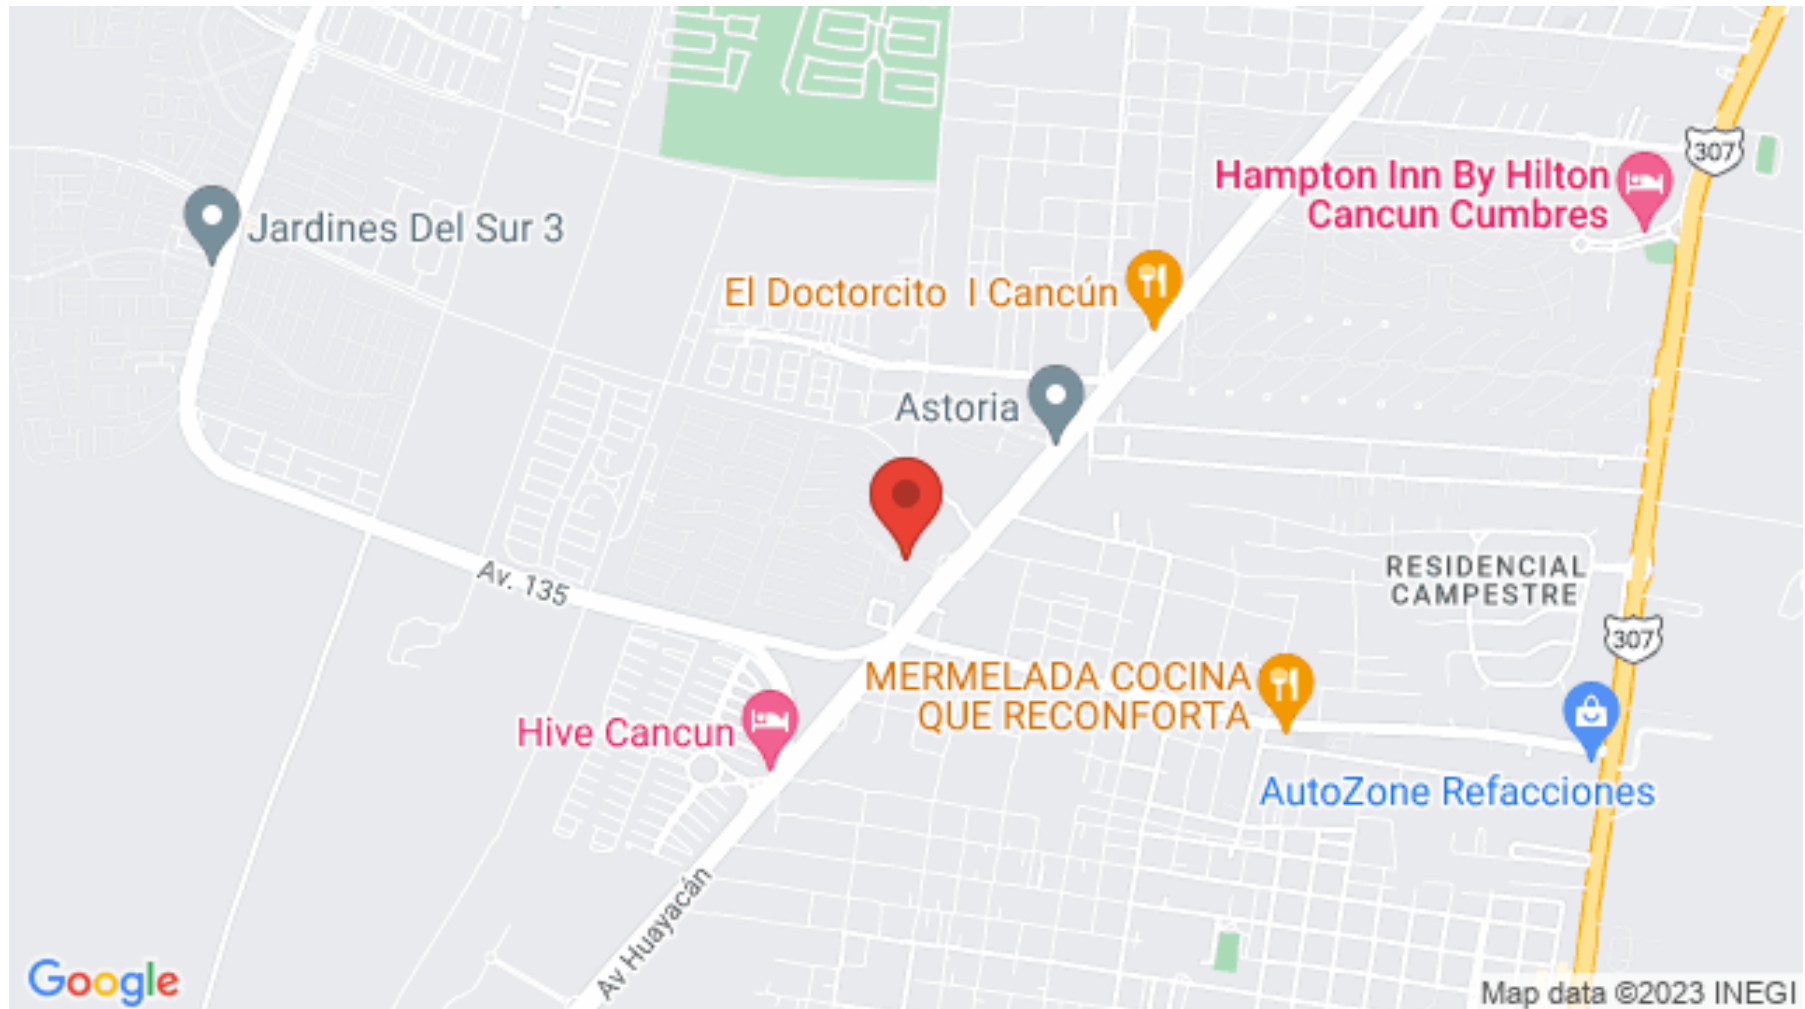 307
Hampton Inn By Hilton
Cancun Cumbres
Jardines Del Sur 3
El Doctorcito I Cancún
Astoria
Av. 135
RESIDENCIAL
CAMPESTRE
307
MERMELADA COCINA
QUE RECONFORTA
Hive Cancun
AutoZone Refacciones
Av Huayacán
Google
Map data ©2023 INEGI